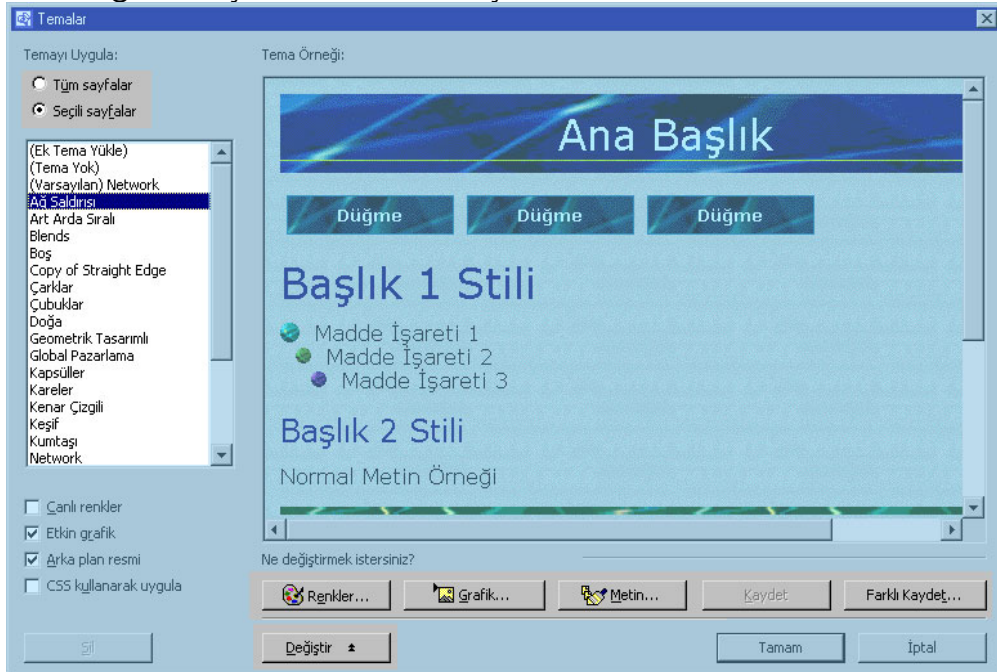 Temalar
Temayı Uygula:
Tüm sayfalar
Seçili sayfalar
(Ek Tema Yükle)
(Tema Yok)
(Varsayılan) Network
Ağ Saldırısı
Art Arda Sıralı
Blends
Boş
Copy of Straight Edge
Çarklar
Çubuklar
Doğa
Geometrik Tasarımlı
Global Pazarlama
Kapsüller
Kareler
Kenar Çizgili
Keşif
Kumtaşı
Network
Canlı renkler
Etkin grafik
Arka plan resmi
CSS kullanarak uygula
Sil
Tema Örneği:
Ana Başlık
Düğme Düğme Düğme
Başlık 1 Stili
Madde İşareti 1
Madde İşareti 2
Madde İşareti 3
Başlık 2 Stili
Normal Metin Örneği
Ne değiştirmek istersiniz?
Renkler... Grafik... Metin... Kaydet Farklı Kaydet...
Değiştir Tamam İptal